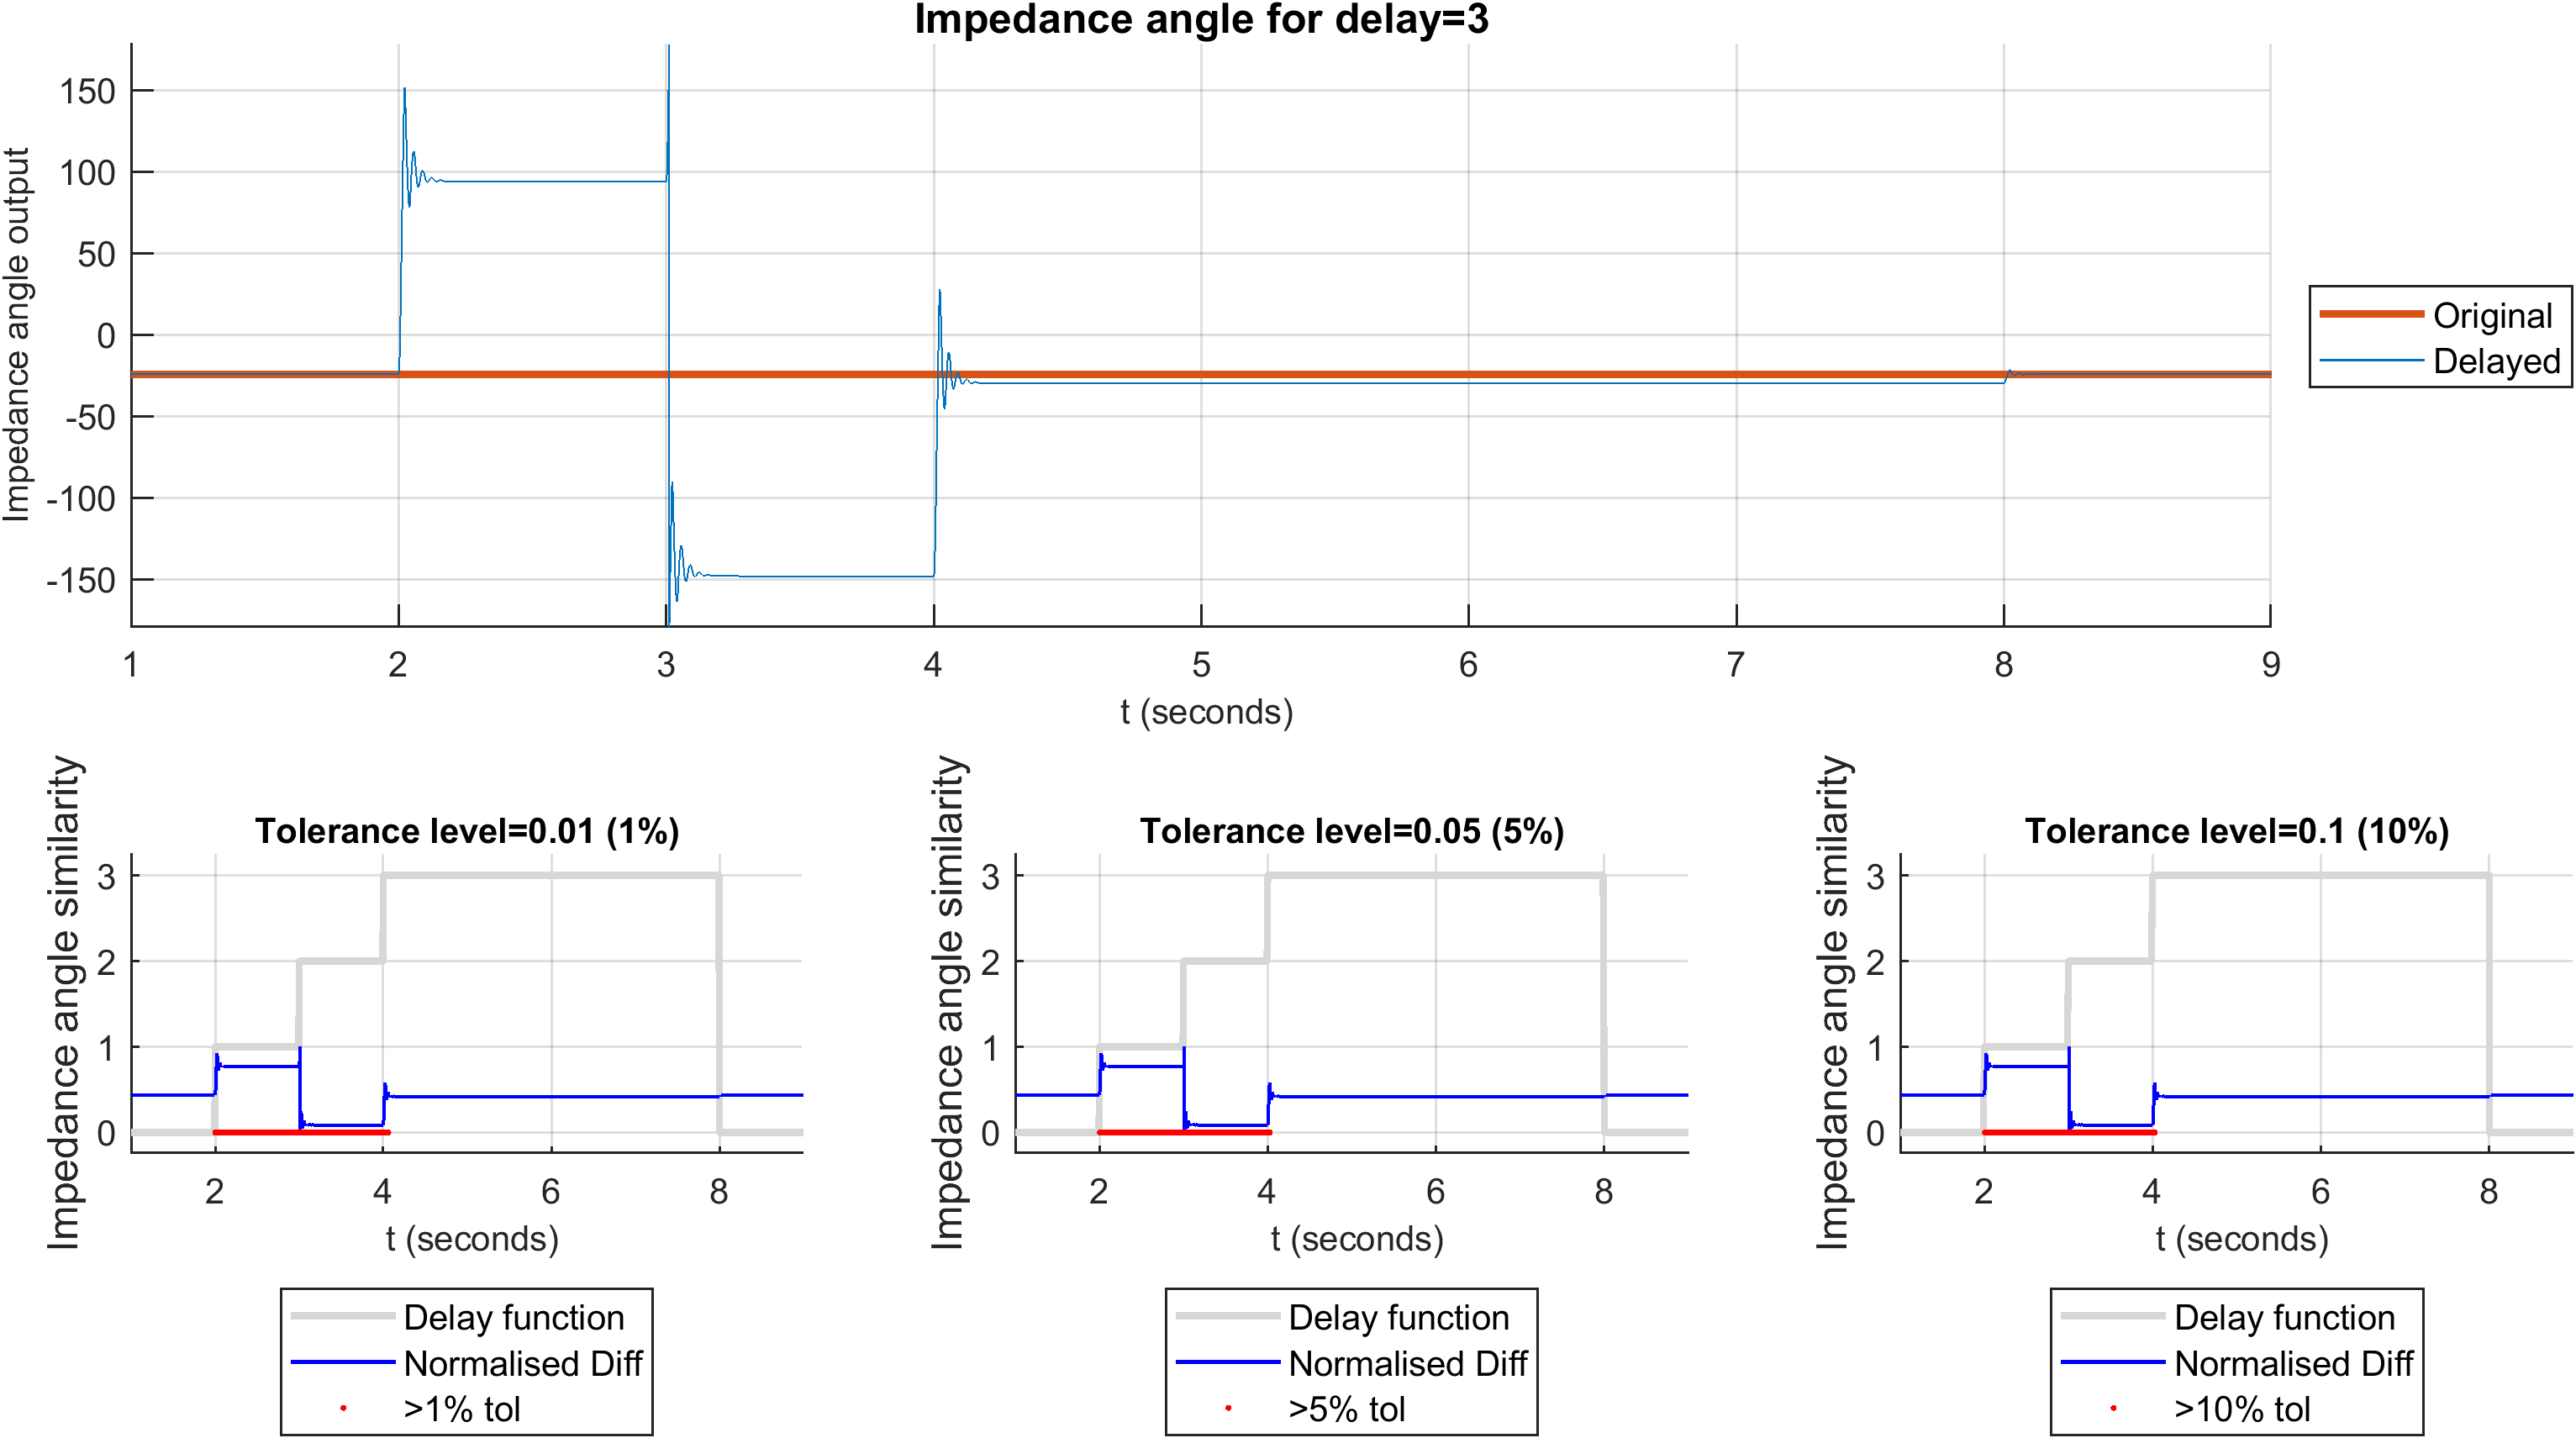 Impedance angle for delay=3
Impedance angle output
150
100
50
0
-50
-100
-150
1 2 3 4 5 6 7 8 9
t (seconds)
Original
Delayed
Tolerance level=0.01 (1%)
Impedance angle similarity
3
2
1
0
2 4 6 8
t (seconds)
Delay function
Normalised Diff
>1% tol
Tolerance level=0.05 (5%)
Impedance angle similarity
3
2
1
0
2 4 6 8
t (seconds)
Delay function
Normalised Diff
>5% tol
Tolerance level=0.1 (10%)
Impedance angle similarity
3
2
1
0
2 4 6 8
t (seconds)
Delay function
Normalised Diff
>10% tol